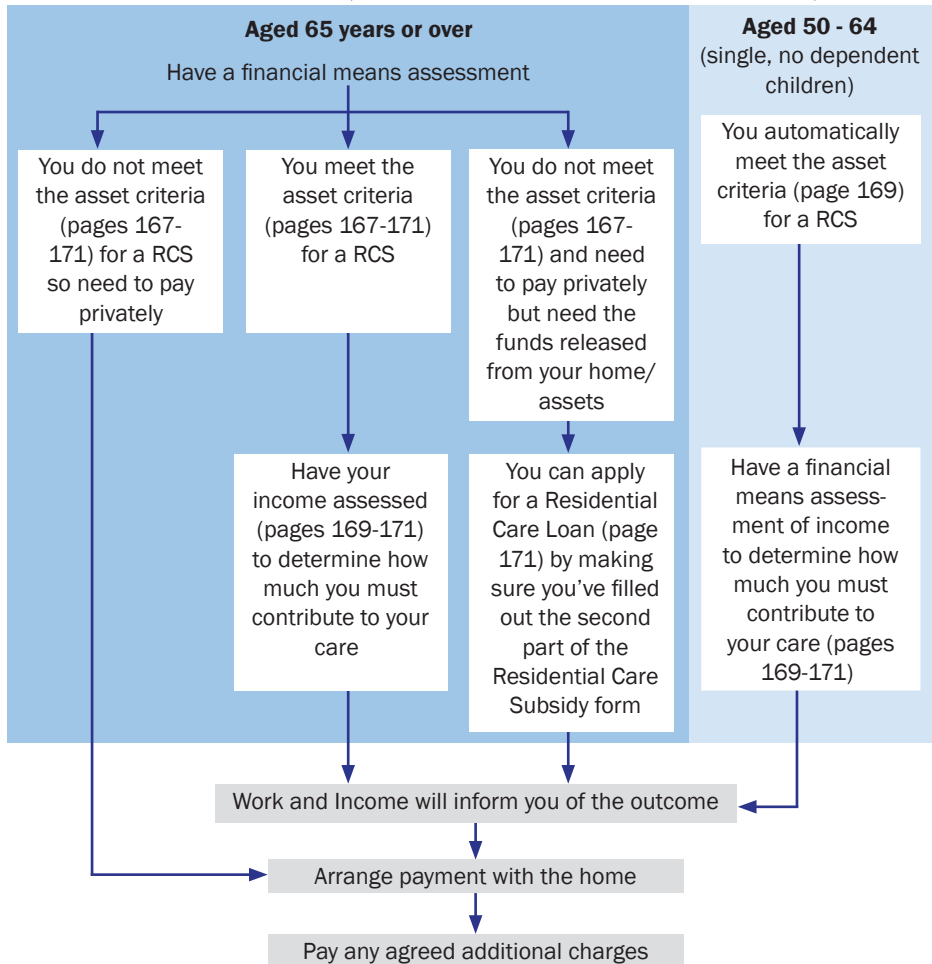 Aged 65 years or over
Have a financial means assessment
You do not meet
the asset criteria
(pages 167-
171) for a RCS
so need to pay
privately
You meet the
asset criteria
(pages 167-171)
for a RCS
You do not meet
the asset criteria
(pages 167-
171) and need
to pay privately
but need the
funds released
from your home/
assets
Have your
income assessed
(pages 169-171)
to determine how
much you must
contribute to your
care
You can apply
for a Residential
Care Loan (page
171) by making
sure you've filled
out the second
part of the
Residential Care
Subsidy form
Aged 50 - 64
(single, no dependent
children)
You automatically
meet the asset
criteria (page 169)
for a RCS
Have a financial
means assess-
ment of income
to determine how
much you must
contribute to
your care (pages
169-171)
Work and Income will inform you of the outcome
Arrange payment with the home
Pay any agreed additional charges